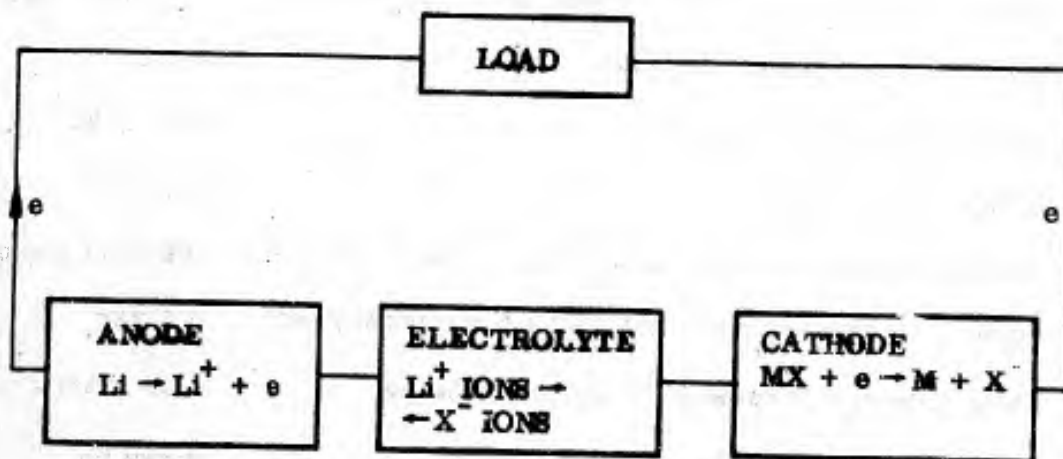 LOAD
e
e
ANODE
Li → Li⁺ + e
ELECTROLYTE
Li⁺ IONS →
← X⁻ IONS
CATHODE
MX + e → M + X